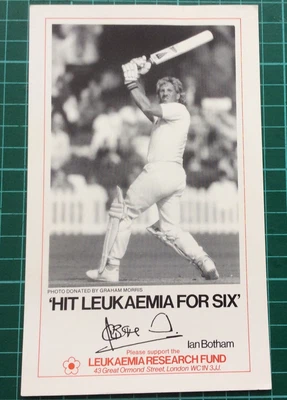 PHOTO DONATED BY GRAHAM MORRIS
'HIT LEUKAEMIA FOR SIX'
Ian Botham
Please support the
LEUKAEMIA RESEARCH FUND
43 Great Ormond Street, London WC1N 3JJ.